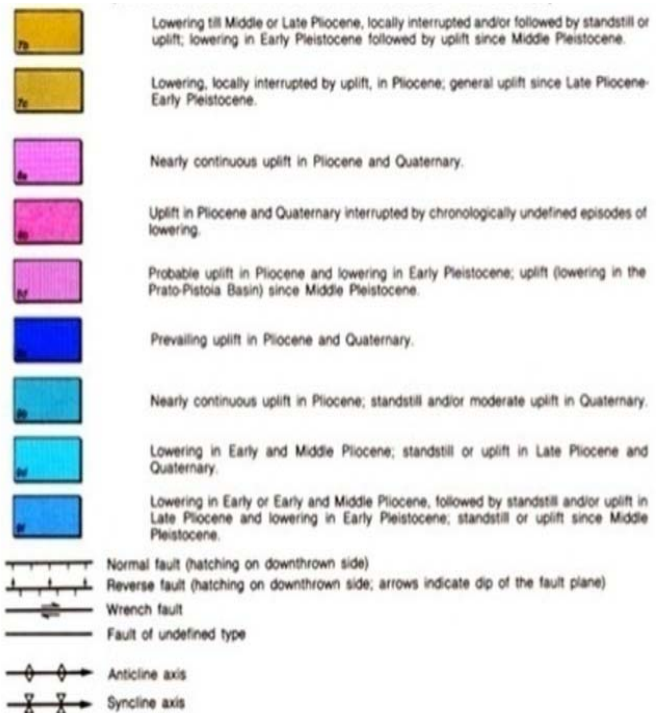 Lowering till Middle or Late Pliocene, locally interrupted and/or followed by standstill or
uplift; lowering in Early Pleistocene followed by uplift since Middle Pleistocene.
Lowering, locally interrupted by uplift, in Pliocene; general uplift since Late Pliocene-
Early Pleistocene.
Nearly continuous uplift in Pliocene and Quaternary.
Uplift in Pliocene and Quaternary interrupted by chronologically undefined episodes of
lowering.
Probable uplift in Pliocene and lowering in Early Pleistocene; uplift (lowering in the
Prato-Pistoia Basin) since Middle Pleistocene.
Prevailing uplift in Pliocene and Quaternary.
Nearly continuous uplift in Pliocene; standstill and/or moderate uplift in Quaternary.
Lowering in Early and Middle Pliocene; standstill or uplift in Late Pliocene and
Quaternary.
Lowering in Early or Early and Middle Pliocene, followed by standstill and/or uplift in
Late Pliocene and lowering in Early Pleistocene; standstill or uplift since Middle
Pleistocene.
Normal fault (hatching on downthrown side)
Reverse fault (hatching on downthrown side; arrows indicate dip of the fault plane)
Wrench fault
Fault of undefined type
Anticline axis
Syncline axis